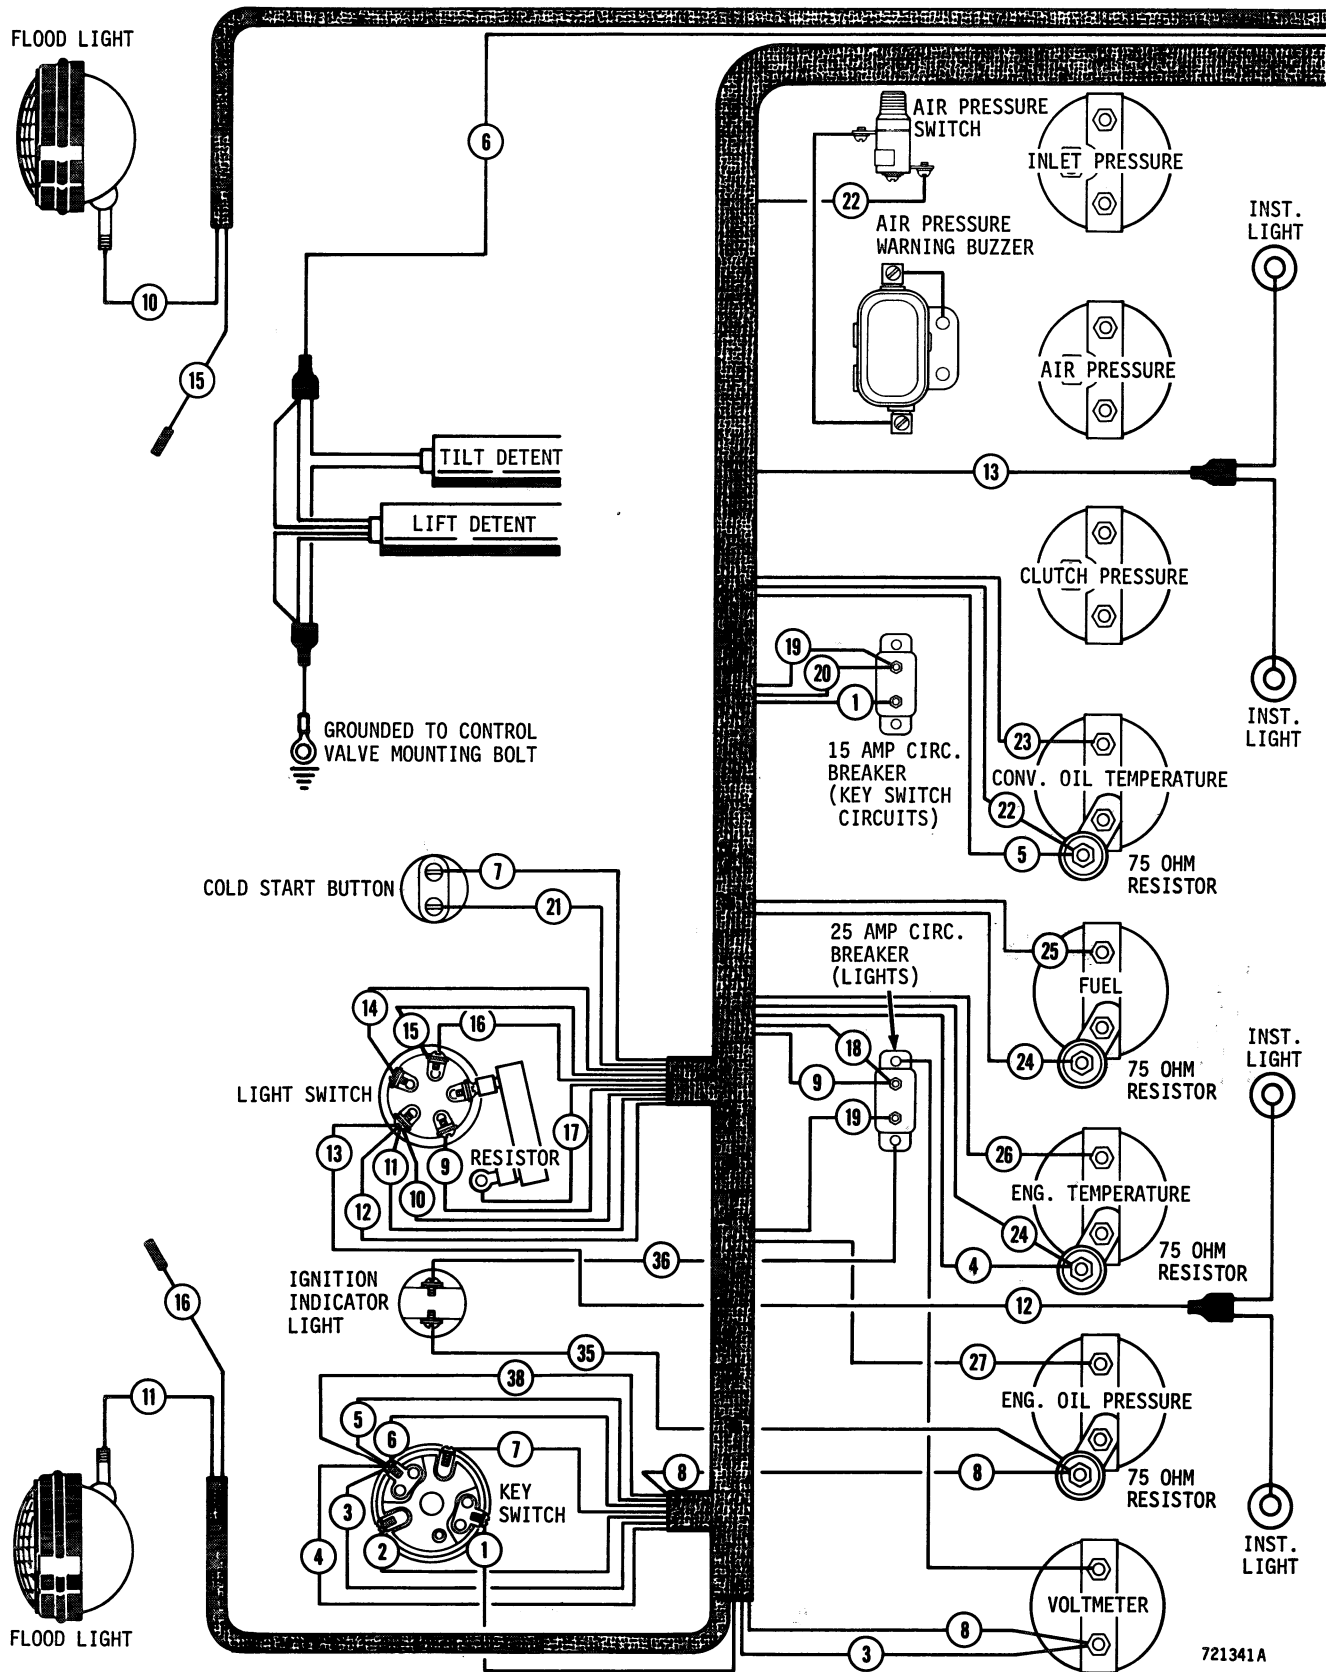 FLOOD LIGHT
6
AIR PRESSURE
SWITCH
INLET PRESSURE
22
AIR PRESSURE
WARNING BUZZER
INST.
LIGHT
10
15
AIR PRESSURE
TILT DETENT
13
LIFT DETENT
CLUTCH PRESSURE
19
20
1
GROUNDED TO CONTROL
VALVE MOUNTING BOLT
15 AMP CIRC.
BREAKER
(KEY SWITCH
CIRCUITS)
INST.
LIGHT
23
CONV. OIL TEMPERATURE
22
5
75 OHM
RESISTOR
COLD START BUTTON
7
21
25 AMP CIRC.
BREAKER
(LIGHTS)
25
FUEL
14
15
16
18
9
24
75 OHM
RESISTOR
INST.
LIGHT
LIGHT SWITCH
19
17
13
11
9
RESISTOR
10
12
26
ENG. TEMPERATURE
24
4
75 OHM
RESISTOR
36
IGNITION
INDICATOR
LIGHT
16
12
35
27
38
11
ENG. OIL PRESSURE
5
6
7
8
8
75 OHM
RESISTOR
KEY
SWITCH
3
4
2
1
INST.
LIGHT
VOLTMETER
8
3
FLOOD LIGHT
721341A